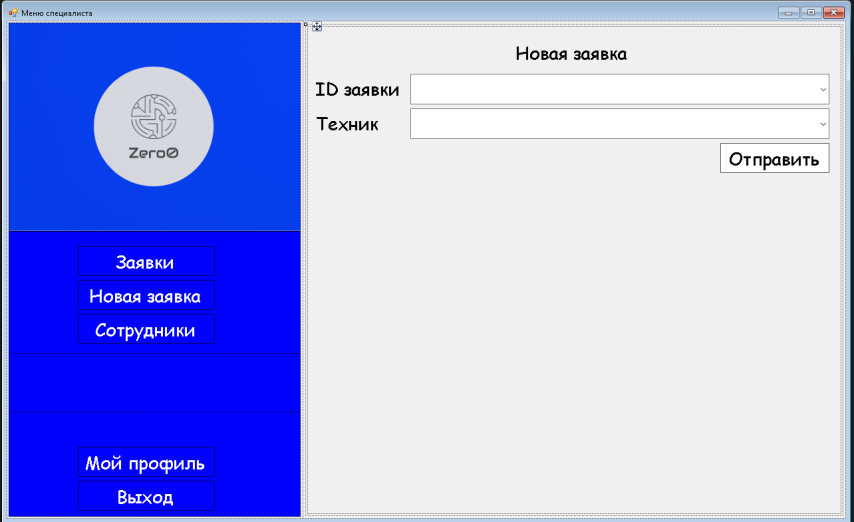 Меню специалиста
Zero0
Заявки
Новая заявка
Сотрудники
Мой профиль
Выход
Новая заявка
ID заявки
Техник
Отправить